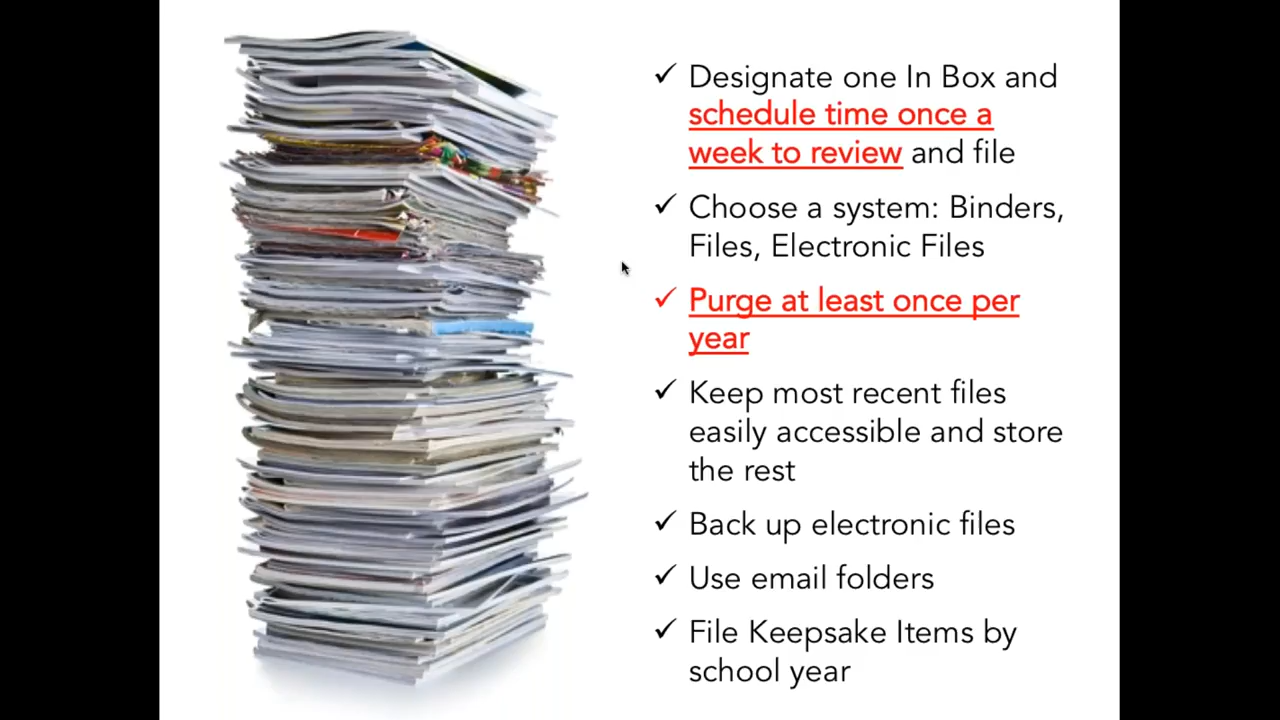 ✓ Designate one In Box and
schedule time once a
week to review and file
✓ Choose a system: Binders,
Files, Electronic Files
✓ Purge at least once per
year
✓ Keep most recent files
easily accessible and store
the rest
✓ Back up electronic files
✓ Use email folders
✓ File Keepsake Items by
school year